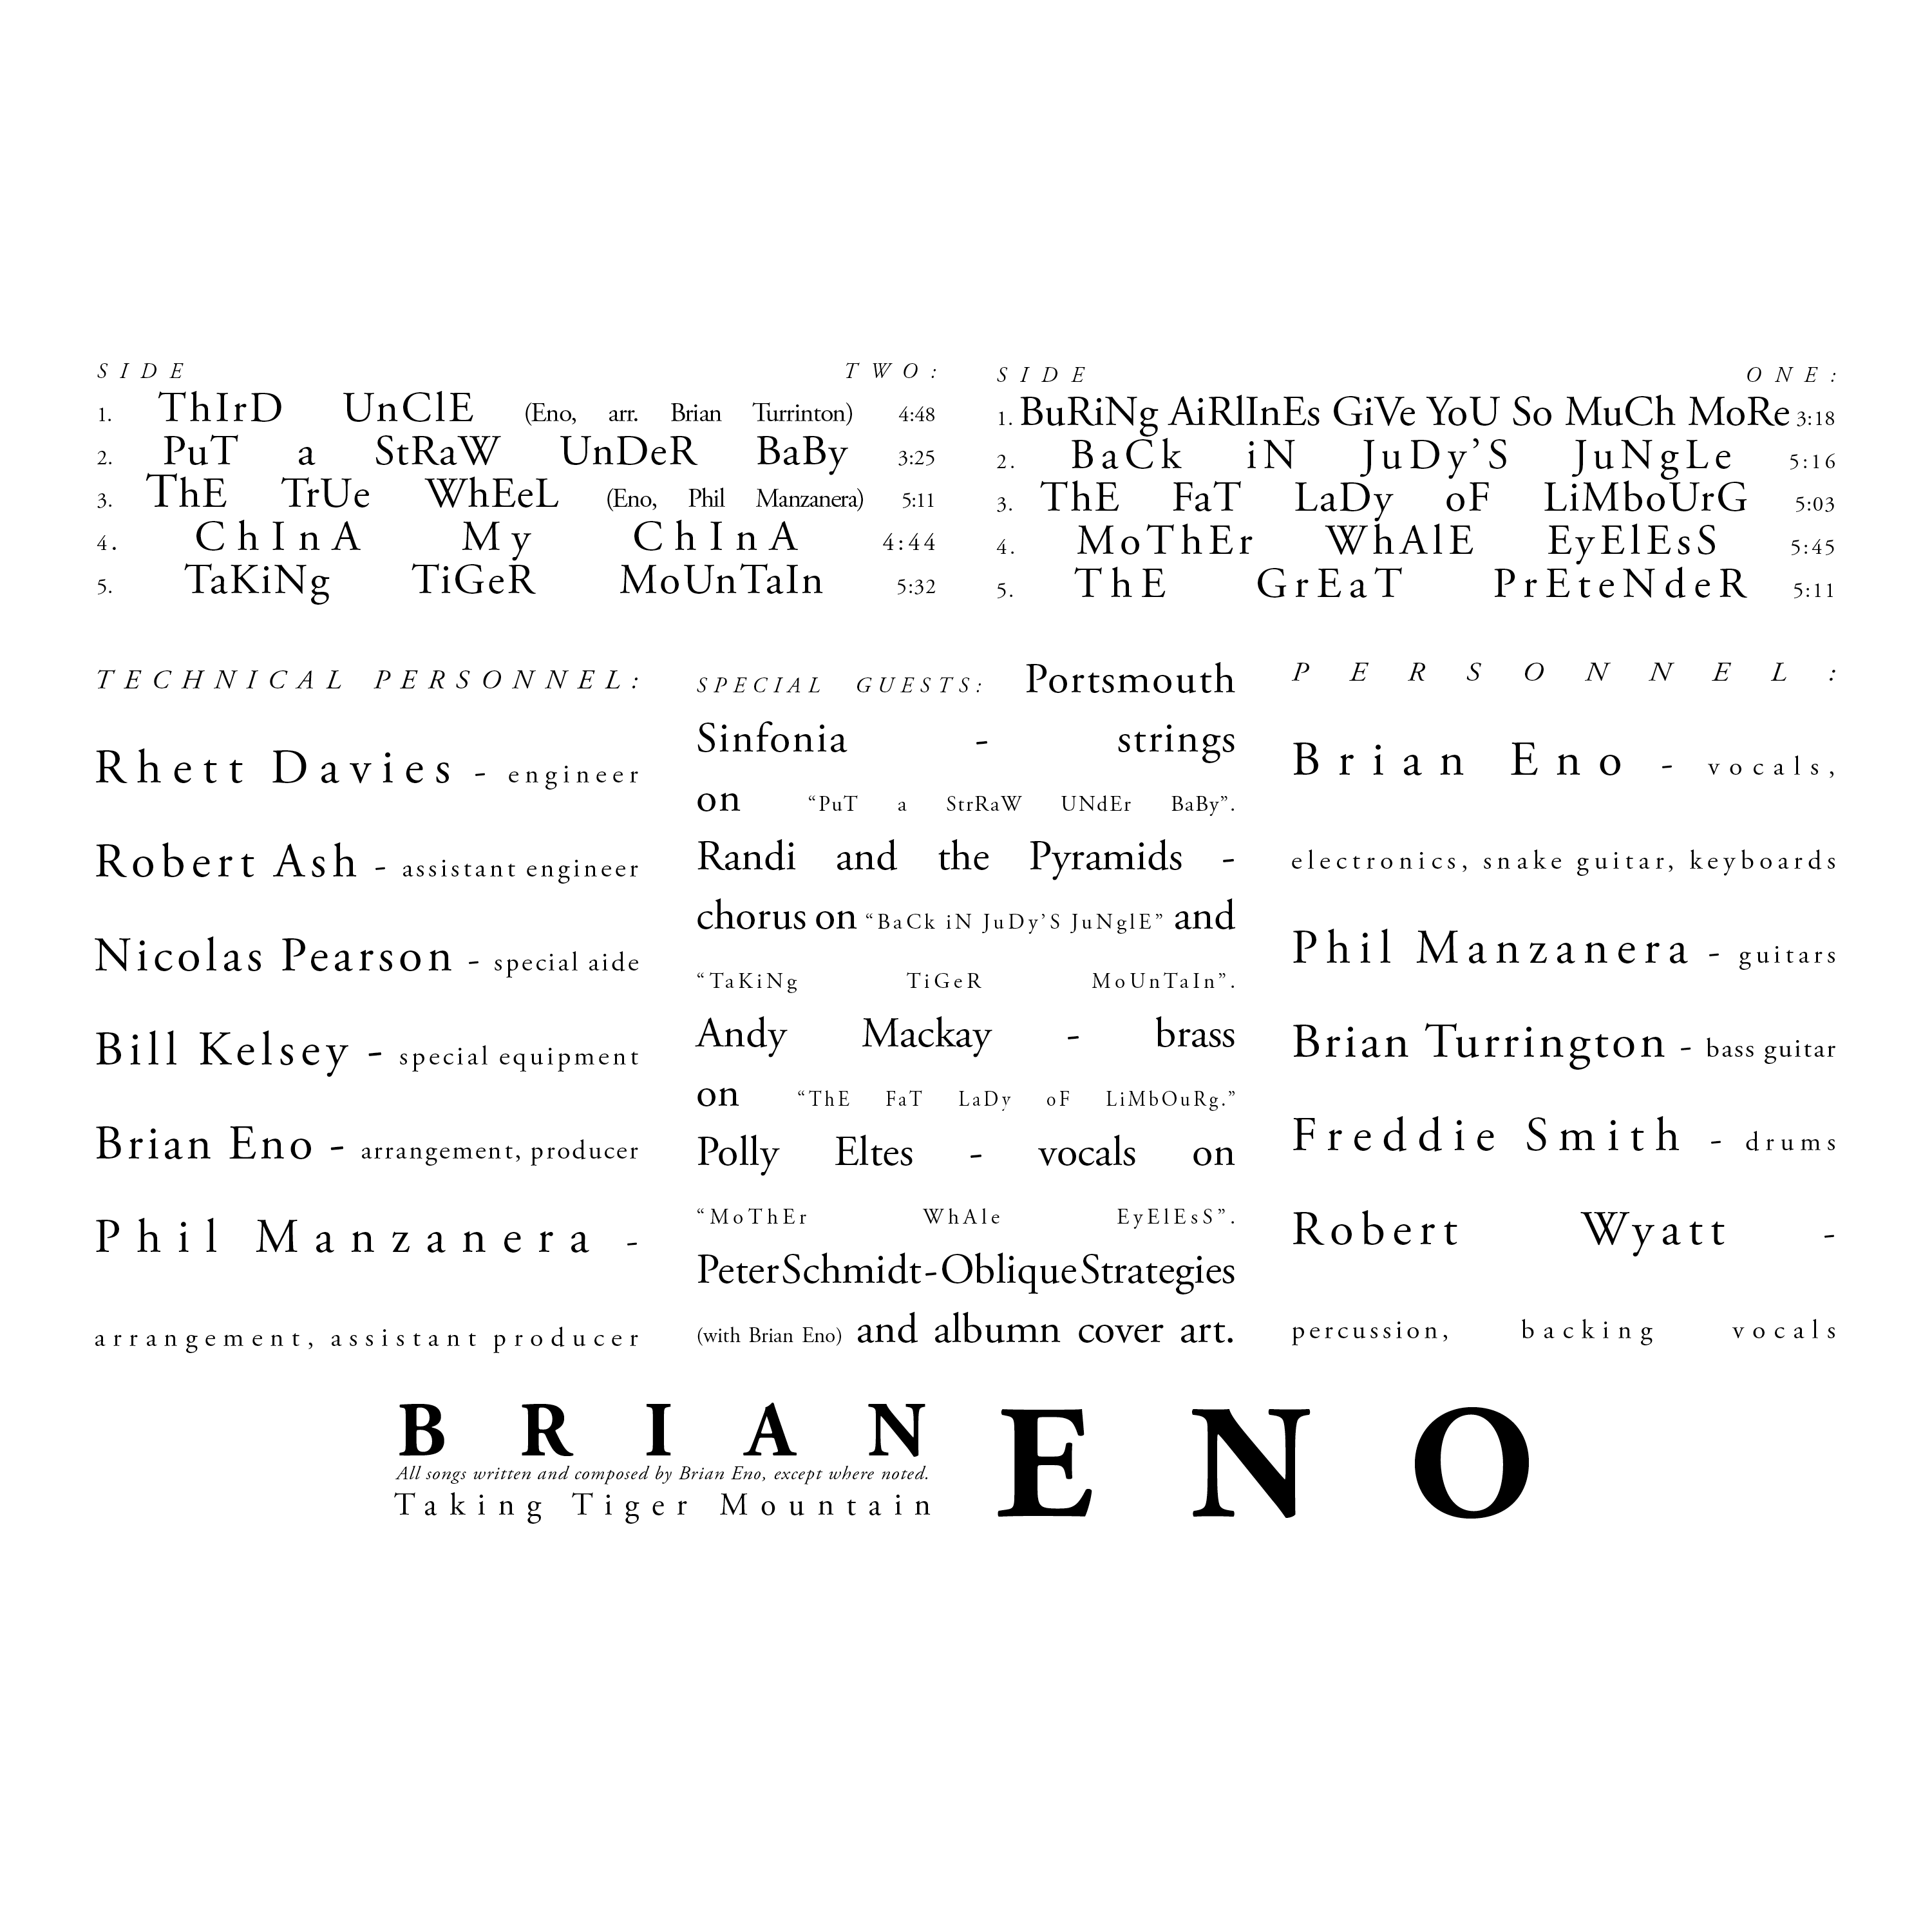 SIDE TWO:
1. ThIrD UnClE (Eno, arr. Brian Turrinton) 4:48
2. PuT a StRaW UnDeR BaBy 3:25
3. ThE TrUe WhEeL (Eno, Phil Manzanera) 5:11
4. ChInA My ChInA 4:44
5. TaKiNg TiGeR MoUnTaIn 5:32
SIDE ONE:
1. BuRiNg AiRlInEs GiVe YoU So MuCh MoRe 3:18
2. BaCk iN JuDy’S JuNgLe 5:16
3. ThE FaT LaDy oF LiMboUrG 5:03
4. MoThEr WhAlE EyElEsS 5:45
5. ThE GrEaT PrEteNdeR 5:11
TECHNICAL PERSONNEL:
Rhett Davies - engineer
Robert Ash - assistant engineer
Nicolas Pearson - special aide
Bill Kelsey - special equipment
Brian Eno - arrangement, producer
Phil Manzanera -
arrangement, assistant producer
SPECIAL GUESTS: Portsmouth
Sinfonia - strings
on “PuT a StrRaW UNdEr BaBy”.
Randi and the Pyramids -
chorus on “BaCk iN JuDy’S JuNglE” and
“TaKiNg TiGeR MoUnTaIn”.
Andy Mackay - brass
on “ThE FaT LaDy oF LiMbOuRg.”
Polly Eltes - vocals on
“MoThEr WhAle EyElEsS”.
Peter Schmidt - Oblique Strategies
(with Brian Eno) and albumn cover art.
PERSONNEL:
Brian Eno - vocals,
electronics, snake guitar, keyboards
Phil Manzanera - guitars
Brian Turrington - bass guitar
Freddie Smith - drums
Robert Wyatt -
percussion, backing vocals
BRIAN
All songs written and composed by Brian Eno, except where noted.
Taking Tiger Mountain
ENO